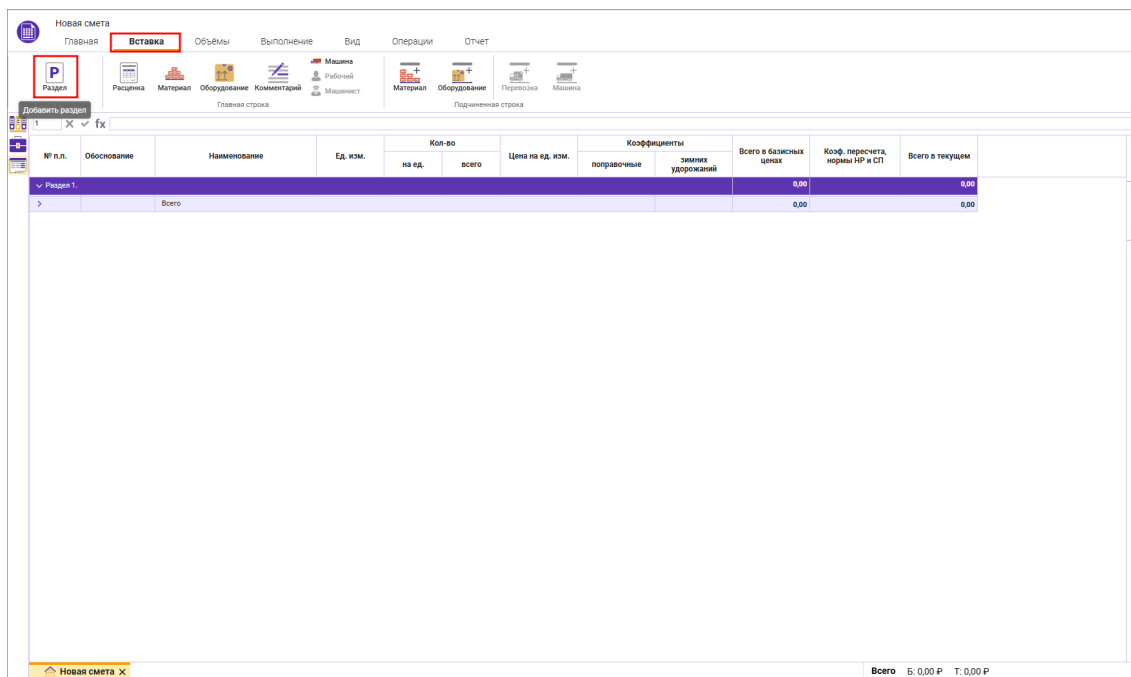 Новая смета
Главная Вставка Объёмы Выполнение Вид Операции Отчет
P
Раздел Расценка Материал Оборудование Комментарий Машина Рабочий Машинист Материал Оборудование Перевозка Машина
Главная строка Подчиненная строка
Добавить раздел
1 fx
№ п.п. Обоснование Наименование Ед. изм. Кол-во Цена на ед. изм. Коэффициенты Всего в базисных ценах Коэф. пересчета, нормы НР и СП Всего в текущем
на ед. всего поправочные зимних удорожаний
Раздел 1. 0,00 0,00
Всего 0,00 0,00
Новая смета X Всего Б: 0,00 ₽ Т: 0,00 ₽